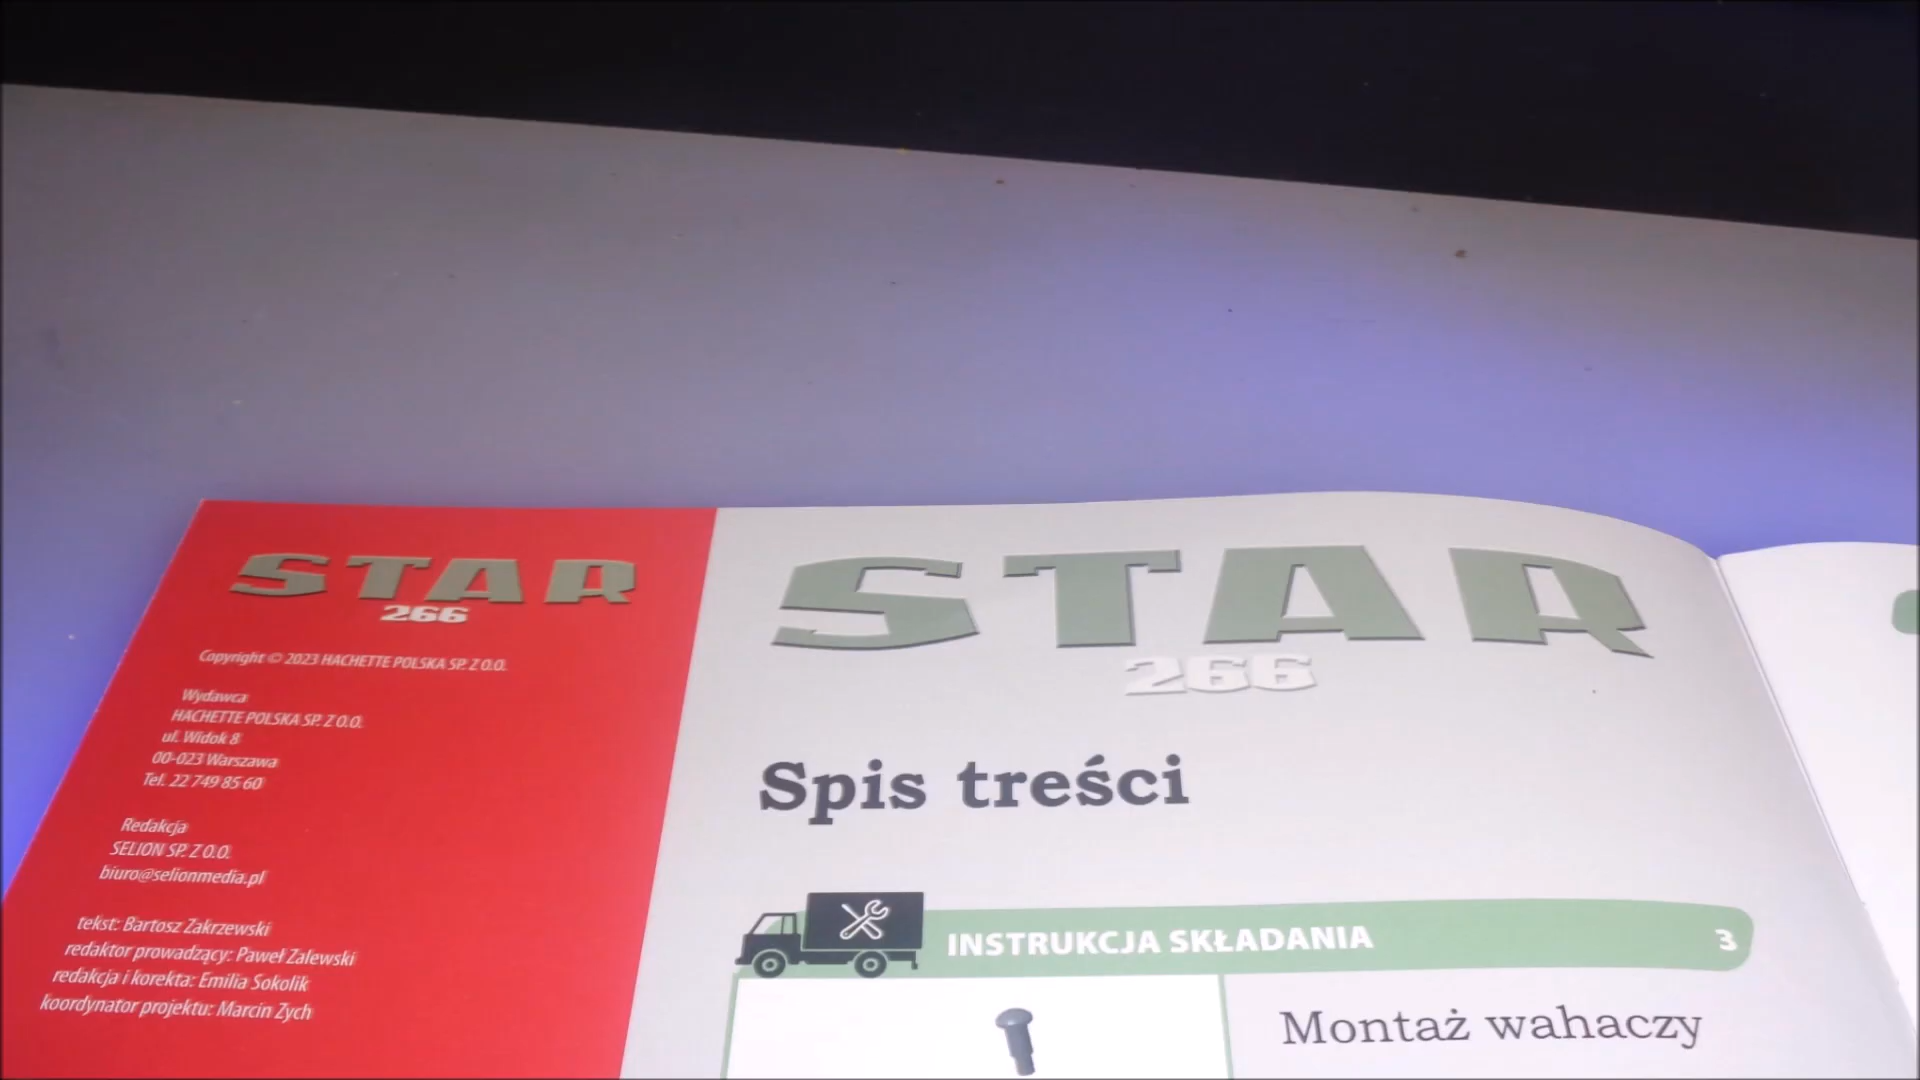 STAR
266
Copyright © 2023 HACHETTE POLSKA SP. Z O.O.
Wydawca
HACHETTE POLSKA SP. Z O.O.
ul. Widok 8
00-023 Warszawa
Tel. 22 749 85 60
Redakcja
SELION SP. Z O.O.
biuro@selionmedia.pl
tekst: Bartosz Zakrzewski
redaktor prowadzący: Paweł Zalewski
redakcja i korekta: Emilia Sokolik
koordynator projektu: Marcin Zych
STAR
266
Spis treści
INSTRUKCJA SKŁADANIA 3
Montaż wahaczy